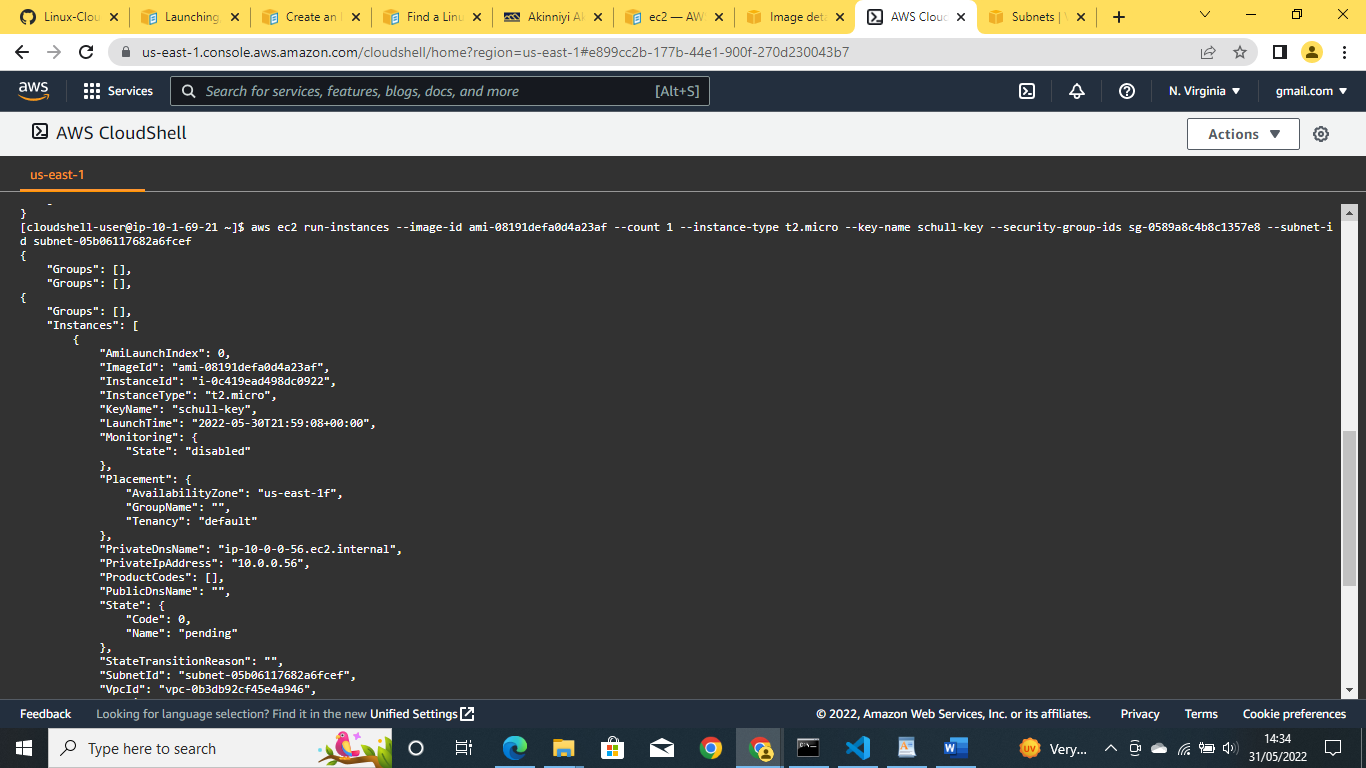 Linux-Clou
Launching
Create an
Find a Linu
Akinniyi Ak
ec2 — AW
Image deta
AWS Clou
Subnets | V
us-east-1.console.aws.amazon.com/cloudshell/home?region=us-east-1#e899cc2b-177b-44e1-900f-270d230043b7
aws
Services
Search for services, features, blogs, docs, and more
[Alt+S]
N. Virginia
gmail.com
AWS CloudShell
Actions
us-east-1
}
[cloudshell-user@ip-10-1-69-21 ~]$ aws ec2 run-instances --image-id ami-08191defa0d4a23af --count 1 --instance-type t2.micro --key-name schull-key --security-group-ids sg-0589a8c4b8c1357e8 --subnet-i
d subnet-05b06117682a6fcef
{
"Groups": [],
"Groups": [],
{
"Groups": [],
"Instances": [
{
"AmiLaunchIndex": 0,
"ImageId": "ami-08191defa0d4a23af",
"InstanceId": "i-0c419ead498dc0922",
"InstanceType": "t2.micro",
"KeyName": "schull-key",
"LaunchTime": "2022-05-30T21:59:08+00:00",
"Monitoring": {
"State": "disabled"
},
"Placement": {
"AvailabilityZone": "us-east-1f",
"GroupName": "",
"Tenancy": "default"
},
"PrivateDnsName": "ip-10-0-0-56.ec2.internal",
"PrivateIpAddress": "10.0.0.56",
"ProductCodes": [],
"PublicDnsName": "",
"State": {
"Code": 0,
"Name": "pending"
},
"StateTransitionReason": "",
"SubnetId": "subnet-05b06117682a6fcef",
"VpcId": "vpc-0b3db92cf45e4a946",
Feedback
Looking for language selection? Find it in the new Unified Settings
© 2022, Amazon Web Services, Inc. or its affiliates.
Privacy
Terms
Cookie preferences
Type here to search
UV
Very...
14:34
31/05/2022